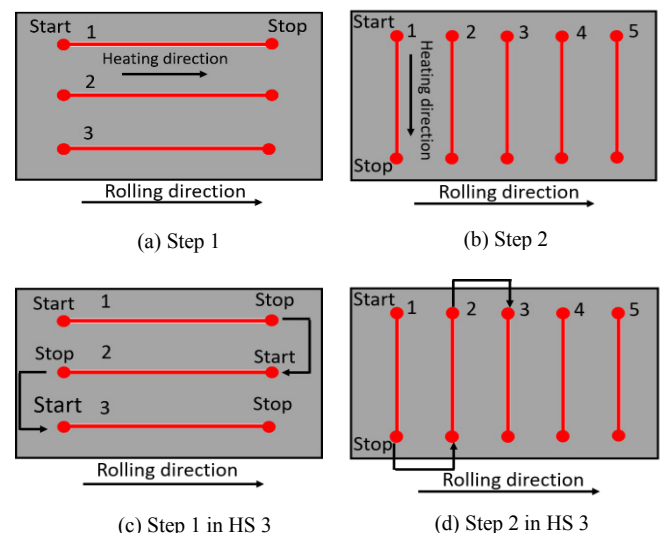 Start 1 Stop
Heating direction
2
3
Rolling direction
(a) Step 1
Start 1 2 3 4 5
Heating direction
Stop
Rolling direction
(b) Step 2
Start 1 Stop
Stop 2 Start
Start 3 Stop
Rolling direction
(c) Step 1 in HS 3
Start 1 2 3 4 5
Stop
Rolling direction
(d) Step 2 in HS 3